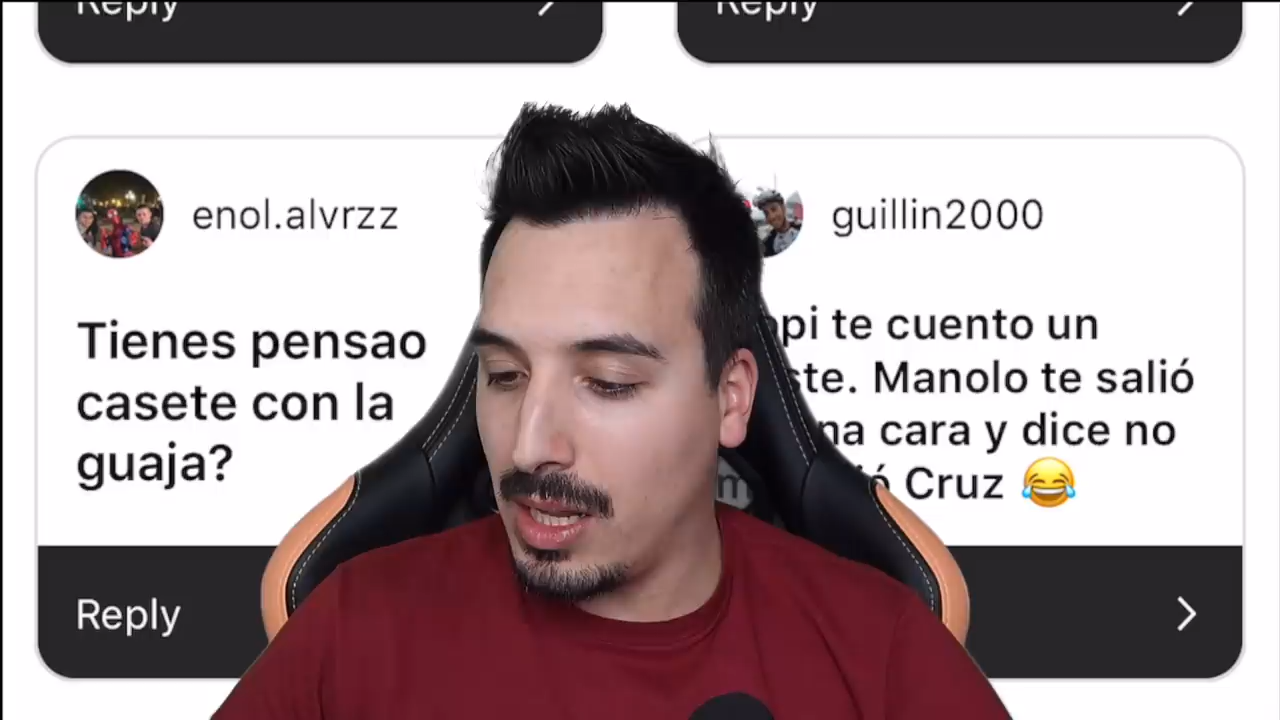 Reply
Reply
enol.alvrzz
Tienes pensao
casete con la
guaja?
Reply
guillin2000
te cuento un
Manolo te salió
cara y dice no
Cruz 😂